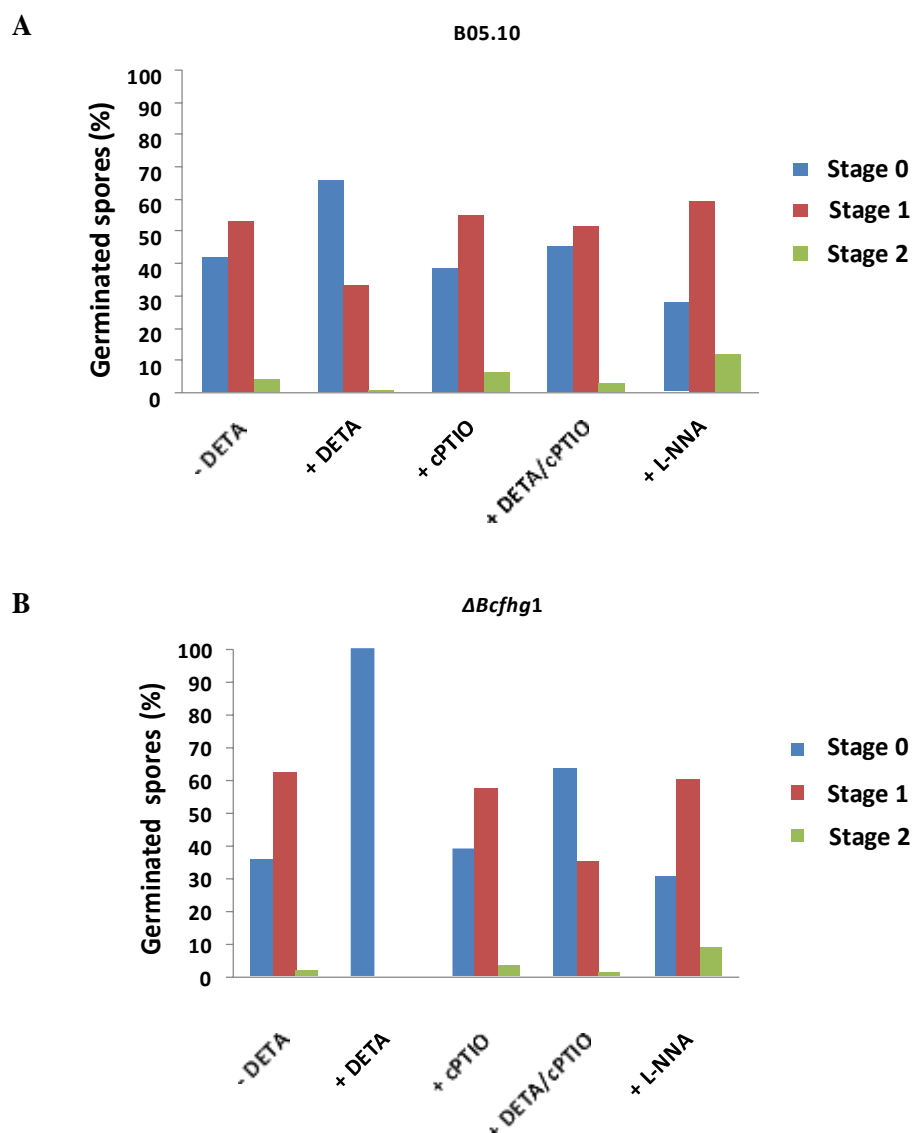 A
B05.10
Germinated spores (%)
100
90
80
70
60
50
40
30
20
10
0
- DETA
+ DETA
+ cPTIO
+ DETA/cPTIO
+ L-NNA
Stage 0
Stage 1
Stage 2
B
ΔBcfhg1
Germinated spores (%)
100
90
80
70
60
50
40
30
20
10
0
- DETA
+ DETA
+ cPTIO
+ DETA/cPTIO
+ L-NNA
Stage 0
Stage 1
Stage 2